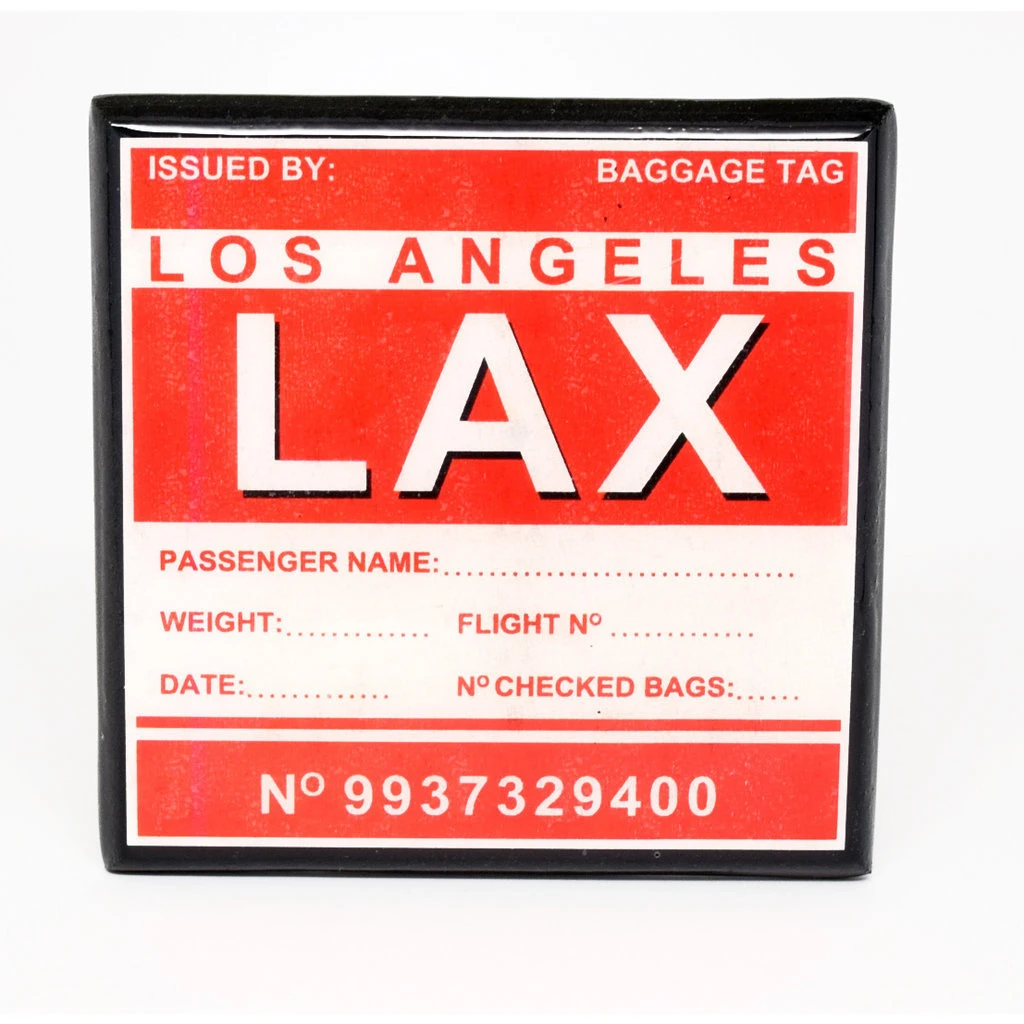 ISSUED BY: BAGGAGE TAG
LOS ANGELES
LAX
PASSENGER NAME:...............................
WEIGHT:............. FLIGHT Nº .............
DATE:............. Nº CHECKED BAGS:......
Nº 9937329400